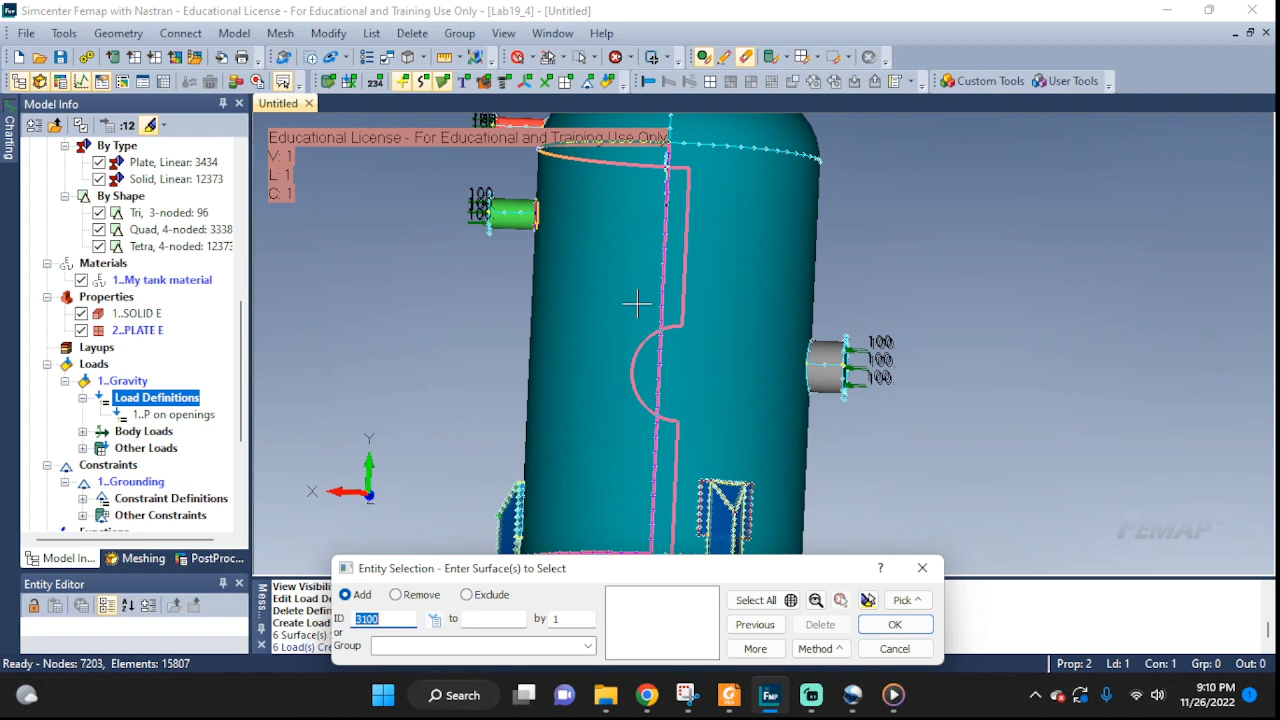 Simcenter Femap with Nastran - Educational License - For Educational and Training Use Only - [Lab19_4] - [Untitled]
File Tools Geometry Connect Model Mesh Modify List Delete Group View Window Help
234
Custom Tools User Tools
Charting
Model Info
:12
By Type
Plate, Linear: 3434
Solid, Linear: 12373
By Shape
Tri, 3-noded: 96
Quad, 4-noded: 3338
Tetra, 4-noded: 12373
Materials
1..My tank material
Properties
1..SOLID E
2..PLATE E
Layups
Loads
1..Gravity
Load Definitions
1..P on openings
Body Loads
Other Loads
Constraints
1..Grounding
Constraint Definitions
Other Constraints
Model In... Meshing PostProc...
Entity Editor
Untitled
Educational License - For Educational and Training Use Only
V: 1
L: 1
C: 1
100
100
100
100
X
Y
FEMAP
Mess...
View Visibili
Edit Load De
Delete Defin
Create Load
6 Surface(s)
6 Load(s) Cre
Entity Selection - Enter Surface(s) to Select
Add Remove Exclude
ID 3100 to by 1
or
Group
Select All Pick ^
Previous Delete OK
More Method ^ Cancel
Ready - Nodes: 7203, Elements: 15807
Prop: 2 Ld: 1 Con: 1 Grp: 0 Out: 0
Search
9:10 PM
11/26/2022
1